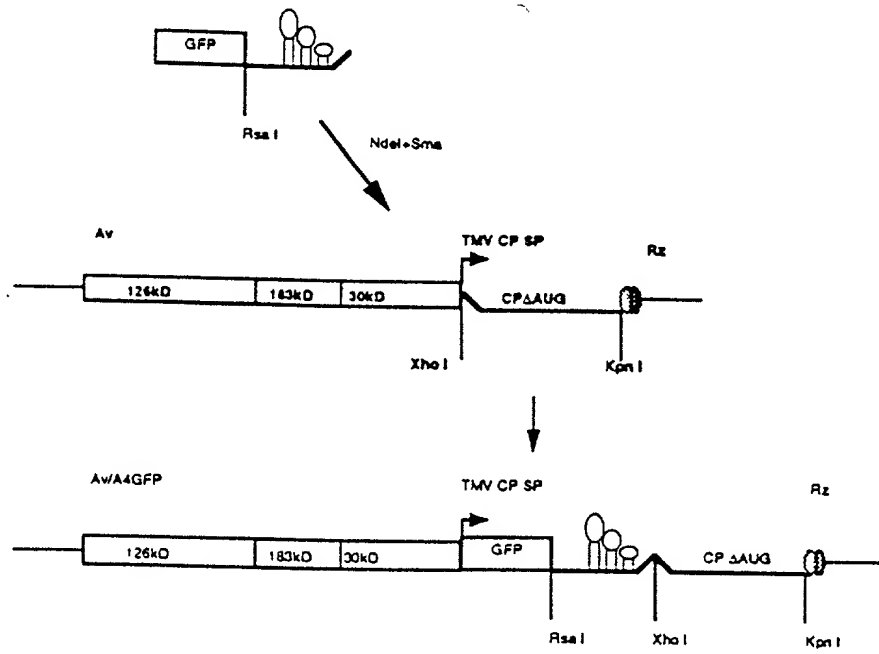 GFP
Rsa I
NdeI+Sma
Av
TMV CP SP
Rz
126kD 183kD 30kD
CPΔAUG
Xho I
Kpn I
Av/A4GFP
TMV CP SP
Rz
126kD 183kD 30kD
GFP
CP ΔAUG
Rsa I
Xho I
Kpn I